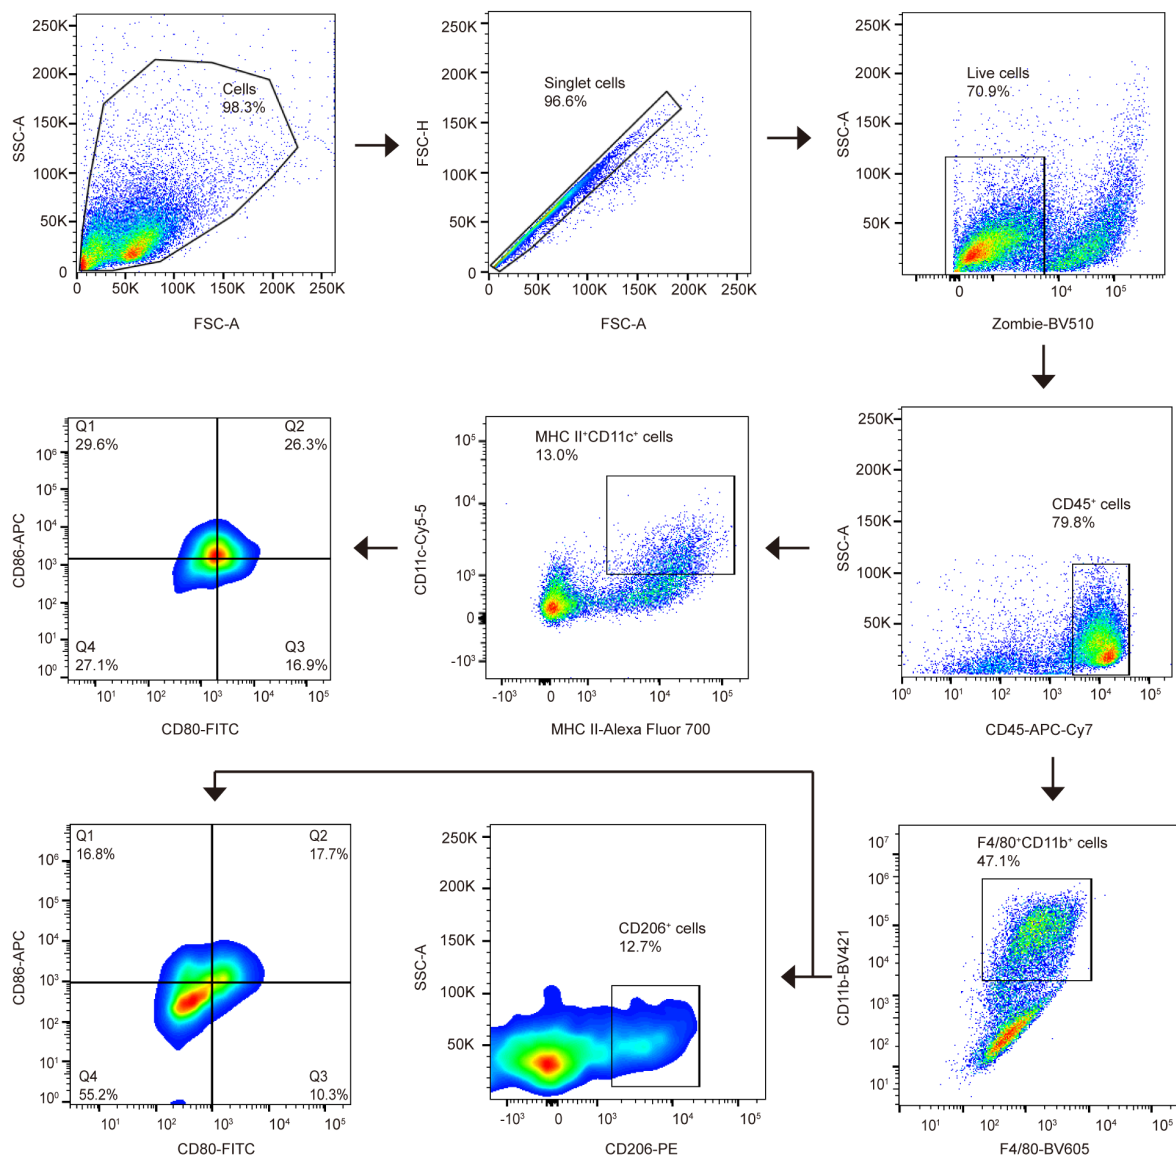 250K
200K
150K
100K
50K
0
SSC-A
Cells
98.3%
0
50K
100K
150K
200K
250K
FSC-A
250K
200K
150K
100K
50K
0
FSC-H
Singlet cells
96.6%
0
50K
100K
150K
200K
250K
FSC-A
250K
200K
150K
100K
50K
SSC-A
Live cells
70.9%
0
10⁴
10⁵
Zombie-BV510
Q1
29.6%
Q2
26.3%
10⁶
10⁵
10⁴
10³
10²
10¹
10⁰
CD86-APC
Q4
27.1%
Q3
16.9%
10¹
10²
10³
10⁴
10⁵
CD80-FITC
MHC II⁺CD11c⁺ cells
13.0%
10⁵
10⁴
10³
0
-10³
CD11c-Cy5-5
-10³
0
10³
10⁴
10⁵
MHC II-Alexa Fluor 700
250K
200K
150K
100K
50K
SSC-A
CD45⁺ cells
79.8%
10⁰
10¹
10²
10³
10⁴
10⁵
CD45-APC-Cy7
Q1
16.8%
Q2
17.7%
10⁶
10⁵
10⁴
10³
10²
10¹
10⁰
CD86-APC
Q4
55.2%
Q3
10.3%
10¹
10²
10³
10⁴
10⁵
CD80-FITC
250K
200K
150K
100K
50K
SSC-A
CD206⁺ cells
12.7%
-10³
0
10³
10⁴
10⁵
CD206-PE
10⁷
10⁶
10⁵
10⁴
10³
10²
10¹
CD11b-BV421
F4/80⁺CD11b⁺ cells
47.1%
10¹
10²
10³
10⁴
10⁵
F4/80-BV605